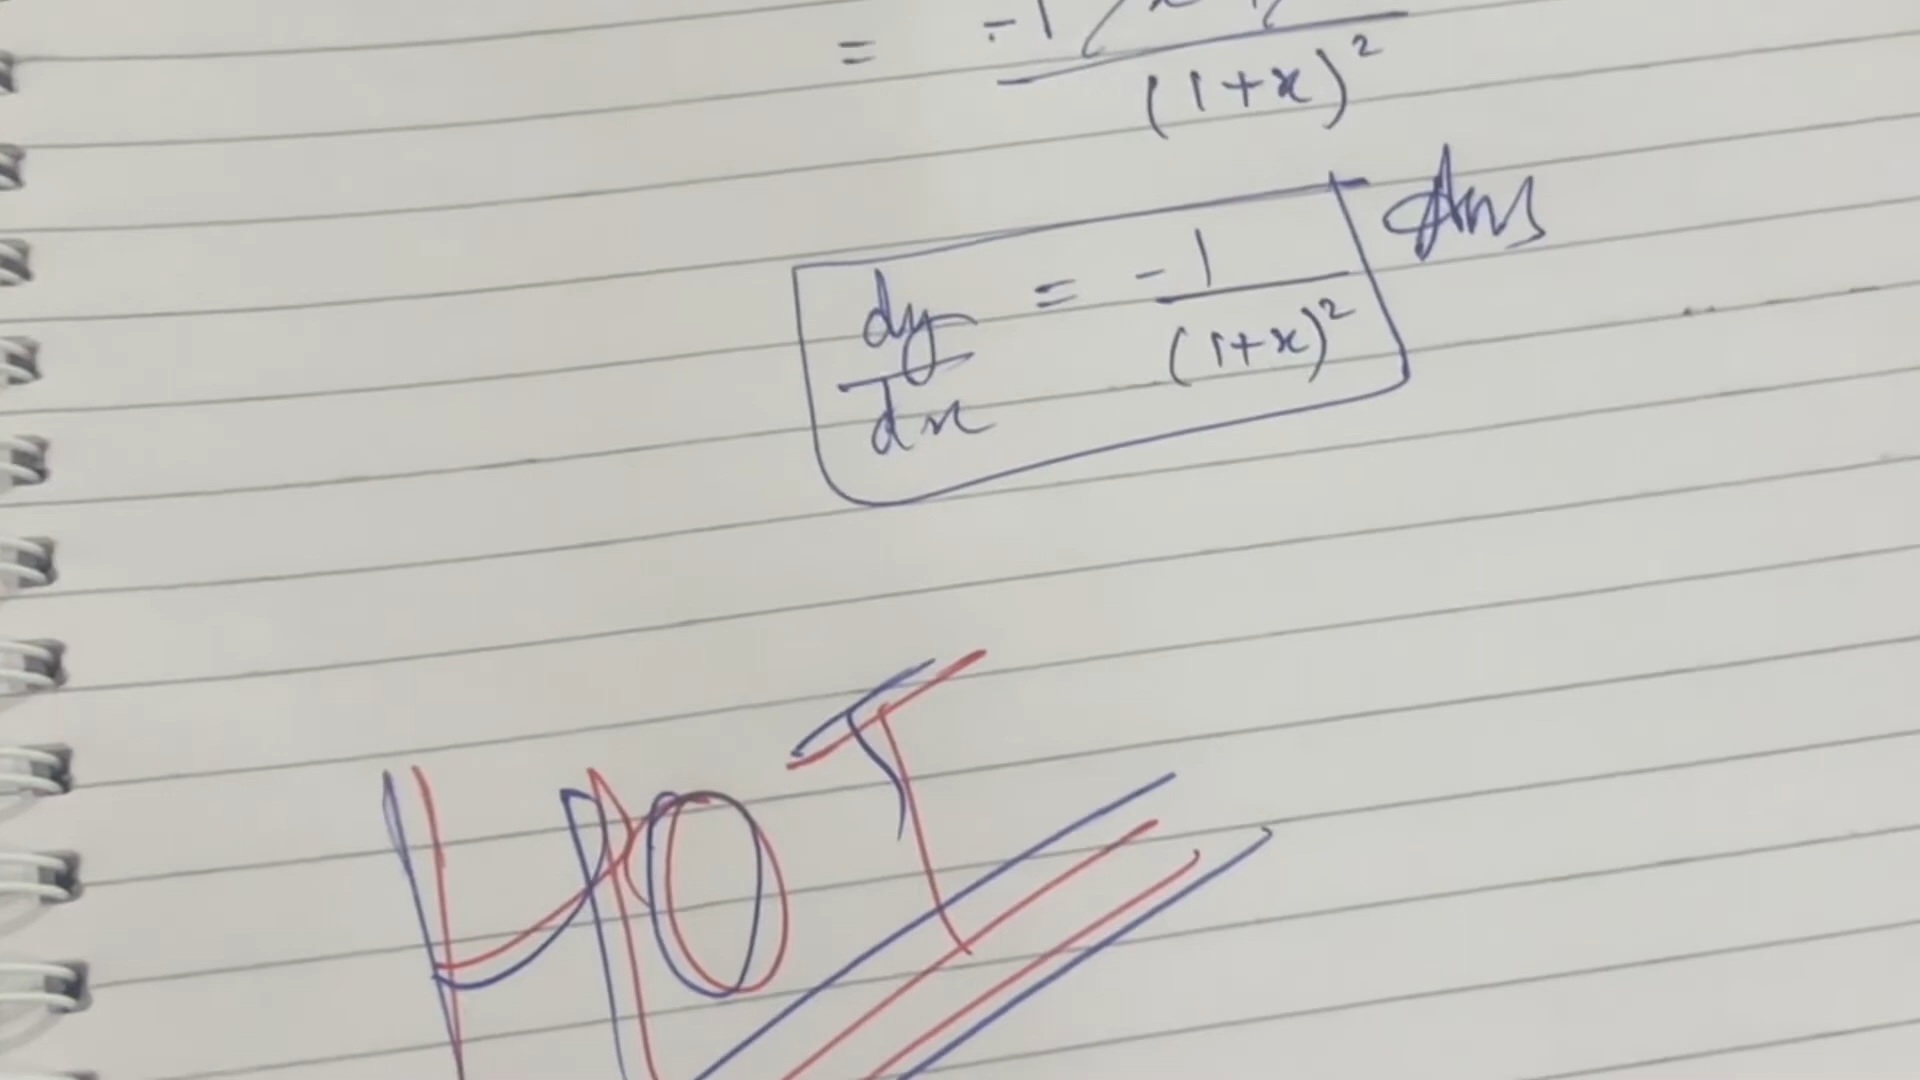 = -1
(1+x)²
dy/dx = -1/(1+x)² Ans
HOT